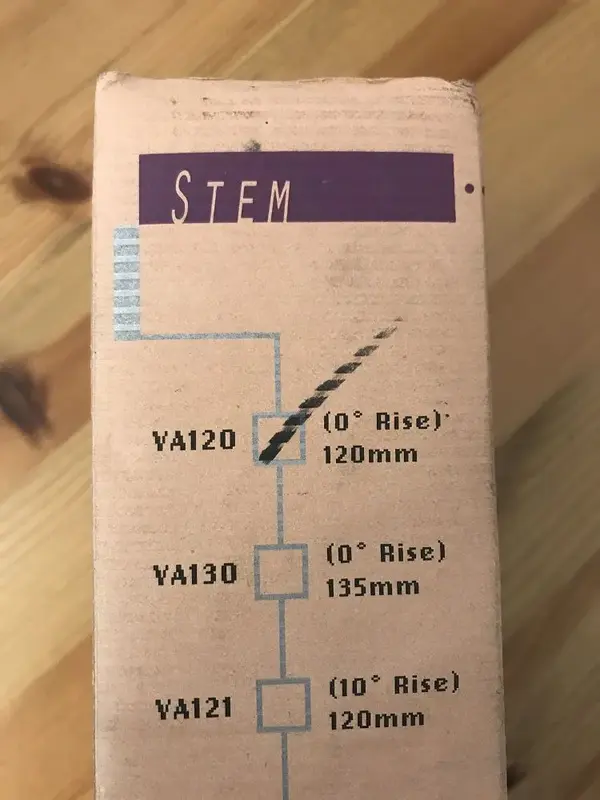 STEM
VA120 (0° Rise)
120mm
VA130 (0° Rise)
135mm
VA121 (10° Rise)
120mm